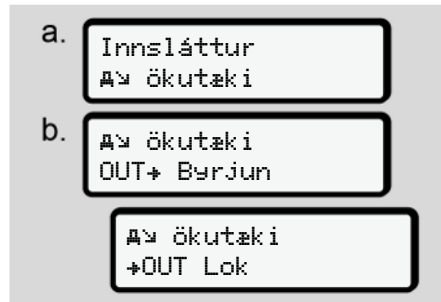 a.
Innsláttur
ökutæki
b.
ökutæki
OUT→ Byrjun
ökutæki
→OUT Lok